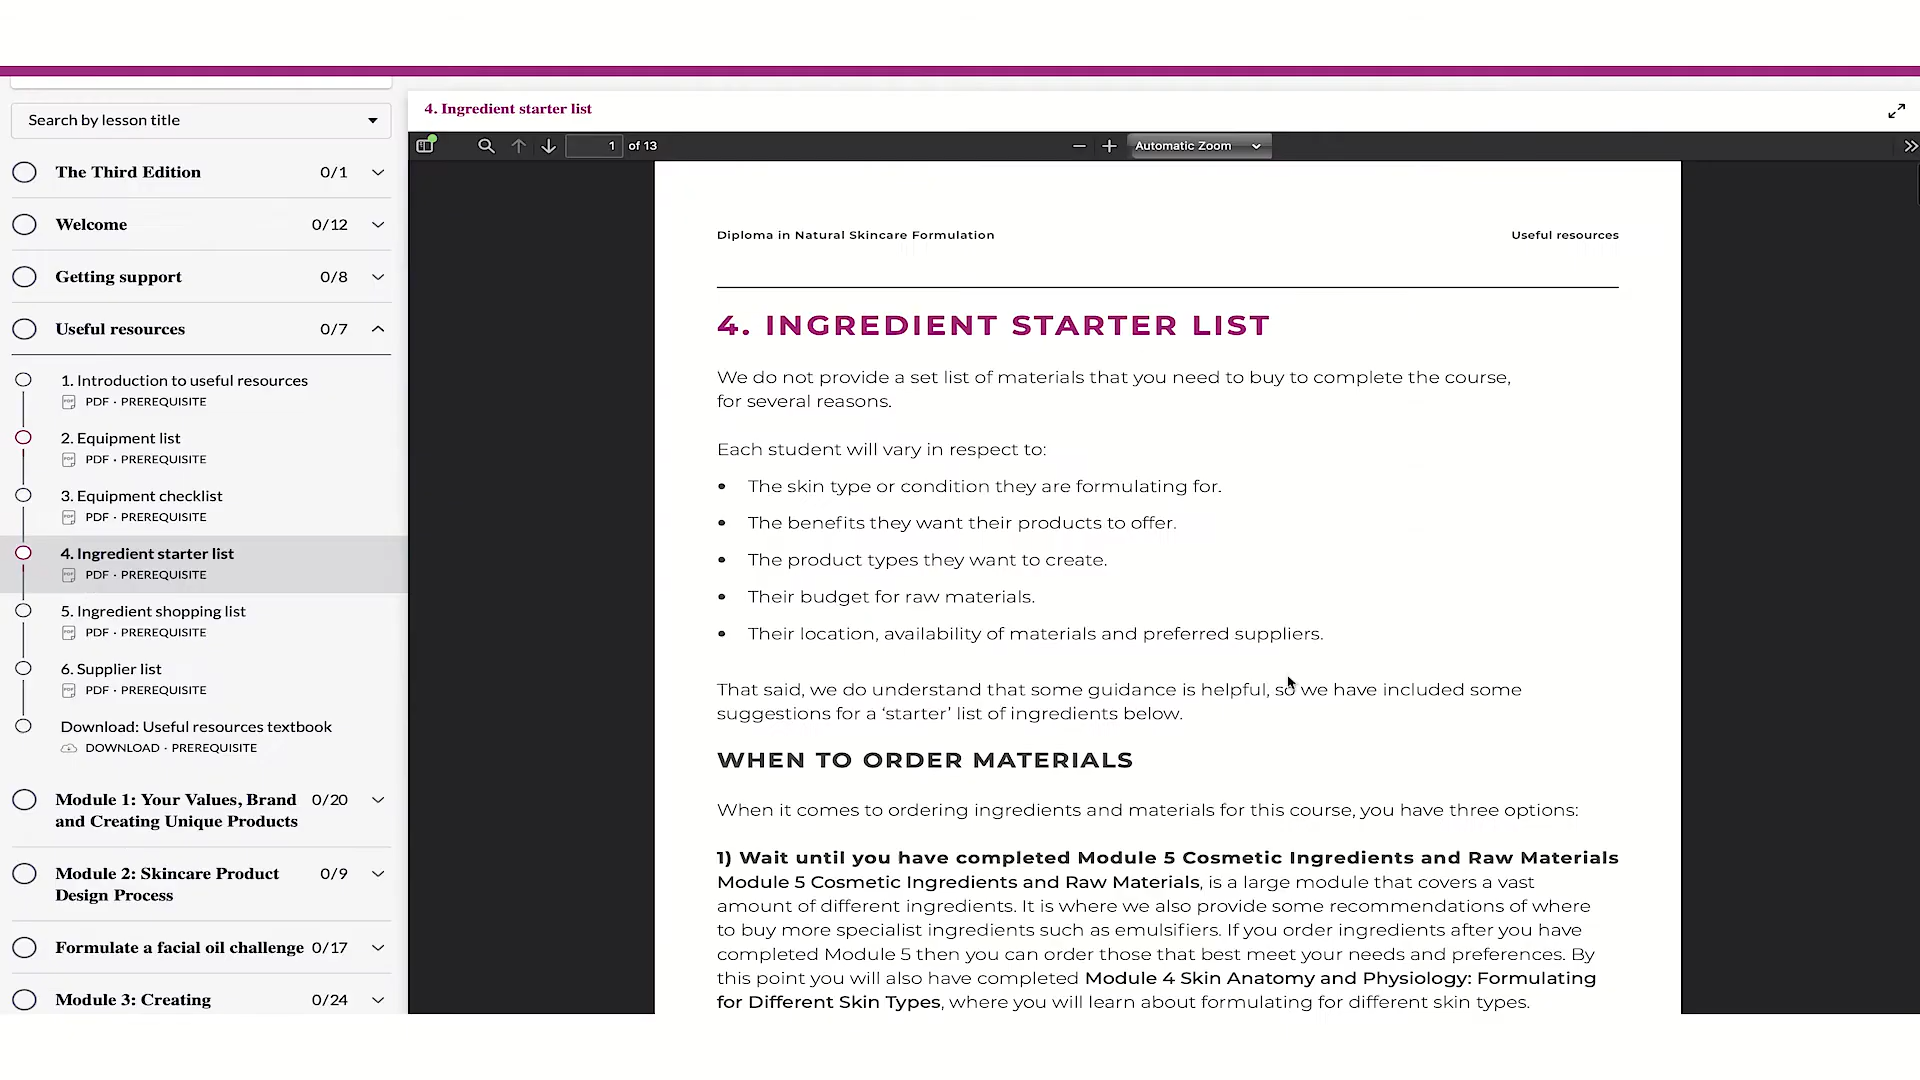 Search by lesson title
The Third Edition 0/1
Welcome 0/12
Getting support 0/8
Useful resources 0/7
1. Introduction to useful resources
PDF · PREREQUISITE
2. Equipment list
PDF · PREREQUISITE
3. Equipment checklist
PDF · PREREQUISITE
4. Ingredient starter list
PDF · PREREQUISITE
5. Ingredient shopping list
PDF · PREREQUISITE
6. Supplier list
PDF · PREREQUISITE
Download: Useful resources textbook
DOWNLOAD · PREREQUISITE
Module 1: Your Values, Brand 0/20
and Creating Unique Products
Module 2: Skincare Product 0/9
Design Process
Formulate a facial oil challenge 0/17
Module 3: Creating 0/24
4. Ingredient starter list
1 of 13
Automatic Zoom
Diploma in Natural Skincare Formulation
Useful resources
4. INGREDIENT STARTER LIST
We do not provide a set list of materials that you need to buy to complete the course,
for several reasons.
Each student will vary in respect to:
• The skin type or condition they are formulating for.
• The benefits they want their products to offer.
• The product types they want to create.
• Their budget for raw materials.
• Their location, availability of materials and preferred suppliers.
That said, we do understand that some guidance is helpful, so we have included some
suggestions for a ‘starter’ list of ingredients below.
WHEN TO ORDER MATERIALS
When it comes to ordering ingredients and materials for this course, you have three options:
1) Wait until you have completed Module 5 Cosmetic Ingredients and Raw Materials
Module 5 Cosmetic Ingredients and Raw Materials, is a large module that covers a vast
amount of different ingredients. It is where we also provide some recommendations of where
to buy more specialist ingredients such as emulsifiers. If you order ingredients after you have
completed Module 5 then you can order those that best meet your needs and preferences. By
this point you will also have completed Module 4 Skin Anatomy and Physiology: Formulating
for Different Skin Types, where you will learn about formulating for different skin types.